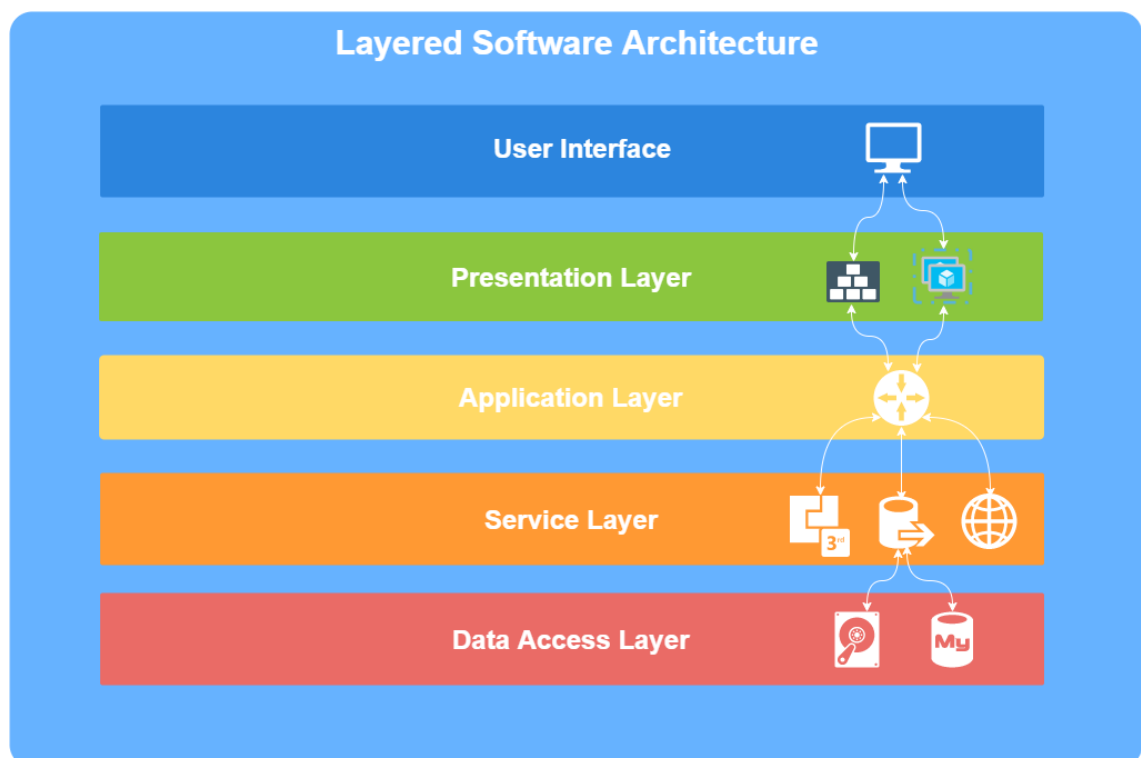 Layered Software Architecture
User Interface
Presentation Layer
Application Layer
Service Layer
3rd
Data Access Layer
My